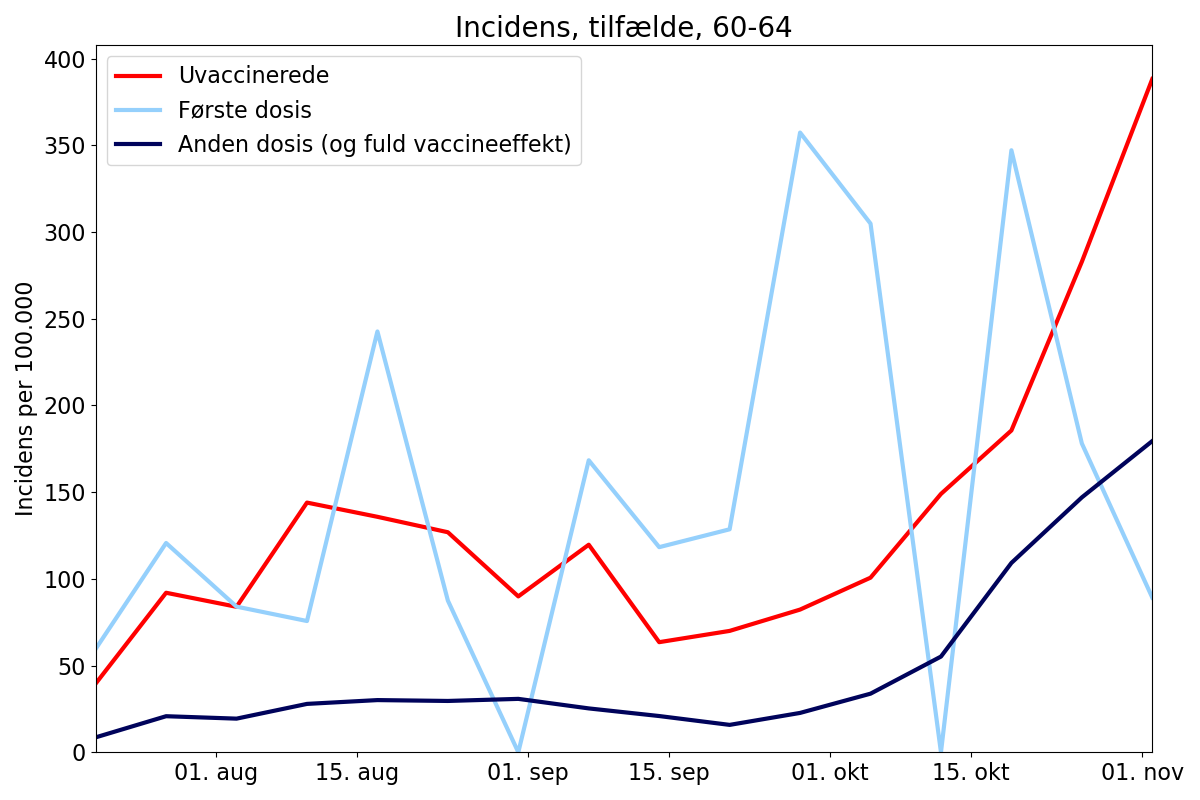 Incidens, tilfælde, 60-64
Uvaccinerede
Første dosis
Anden dosis (og fuld vaccineeffekt)
Incidens per 100.000
400
350
300
250
200
150
100
50
0
01. aug 15. aug 01. sep 15. sep 01. okt 15. okt 01. nov